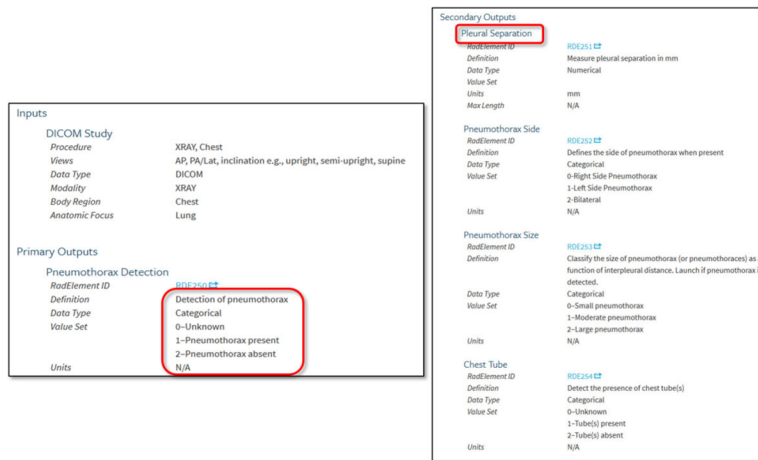 Inputs
DICOM Study
Procedure XRAY, Chest
Views AP, PA/Lat, inclination e.g., upright, semi-upright, supine
Data Type DICOM
Modality XRAY
Body Region Chest
Anatomic Focus Lung
Primary Outputs
Pneumothorax Detection
RadElement ID RDE250
Definition Detection of pneumothorax
Data Type Categorical
Value Set 0–Unknown
1–Pneumothorax present
2–Pneumothorax absent
Units N/A
Secondary Outputs
Pleural Separation
RadElement ID RDE251
Definition Measure pleural separation in mm
Data Type Numerical
Value Set
Units mm
Max Length N/A
Pneumothorax Side
RadElement ID RDE252
Definition Defines the side of pneumothorax when present
Data Type Categorical
Value Set 0-Right Side Pneumothorax
1-Left Side Pneumothorax
2-Bilateral
Units N/A
Pneumothorax Size
RadElement ID RDE253
Definition Classify the size of pneumothorax (or pneumothoraces) as
function of interpleural distance. Launch if pneumothorax i
detected.
Data Type Categorical
Value Set 0–Small pneumothorax
1–Moderate pneumothorax
2–Large pneumothorax
Units N/A
Chest Tube
RadElement ID RDE254
Definition Detect the presence of chest tube(s)
Data Type Categorical
Value Set 0–Unknown
1–Tube(s) present
2–Tube(s) absent
Units N/A